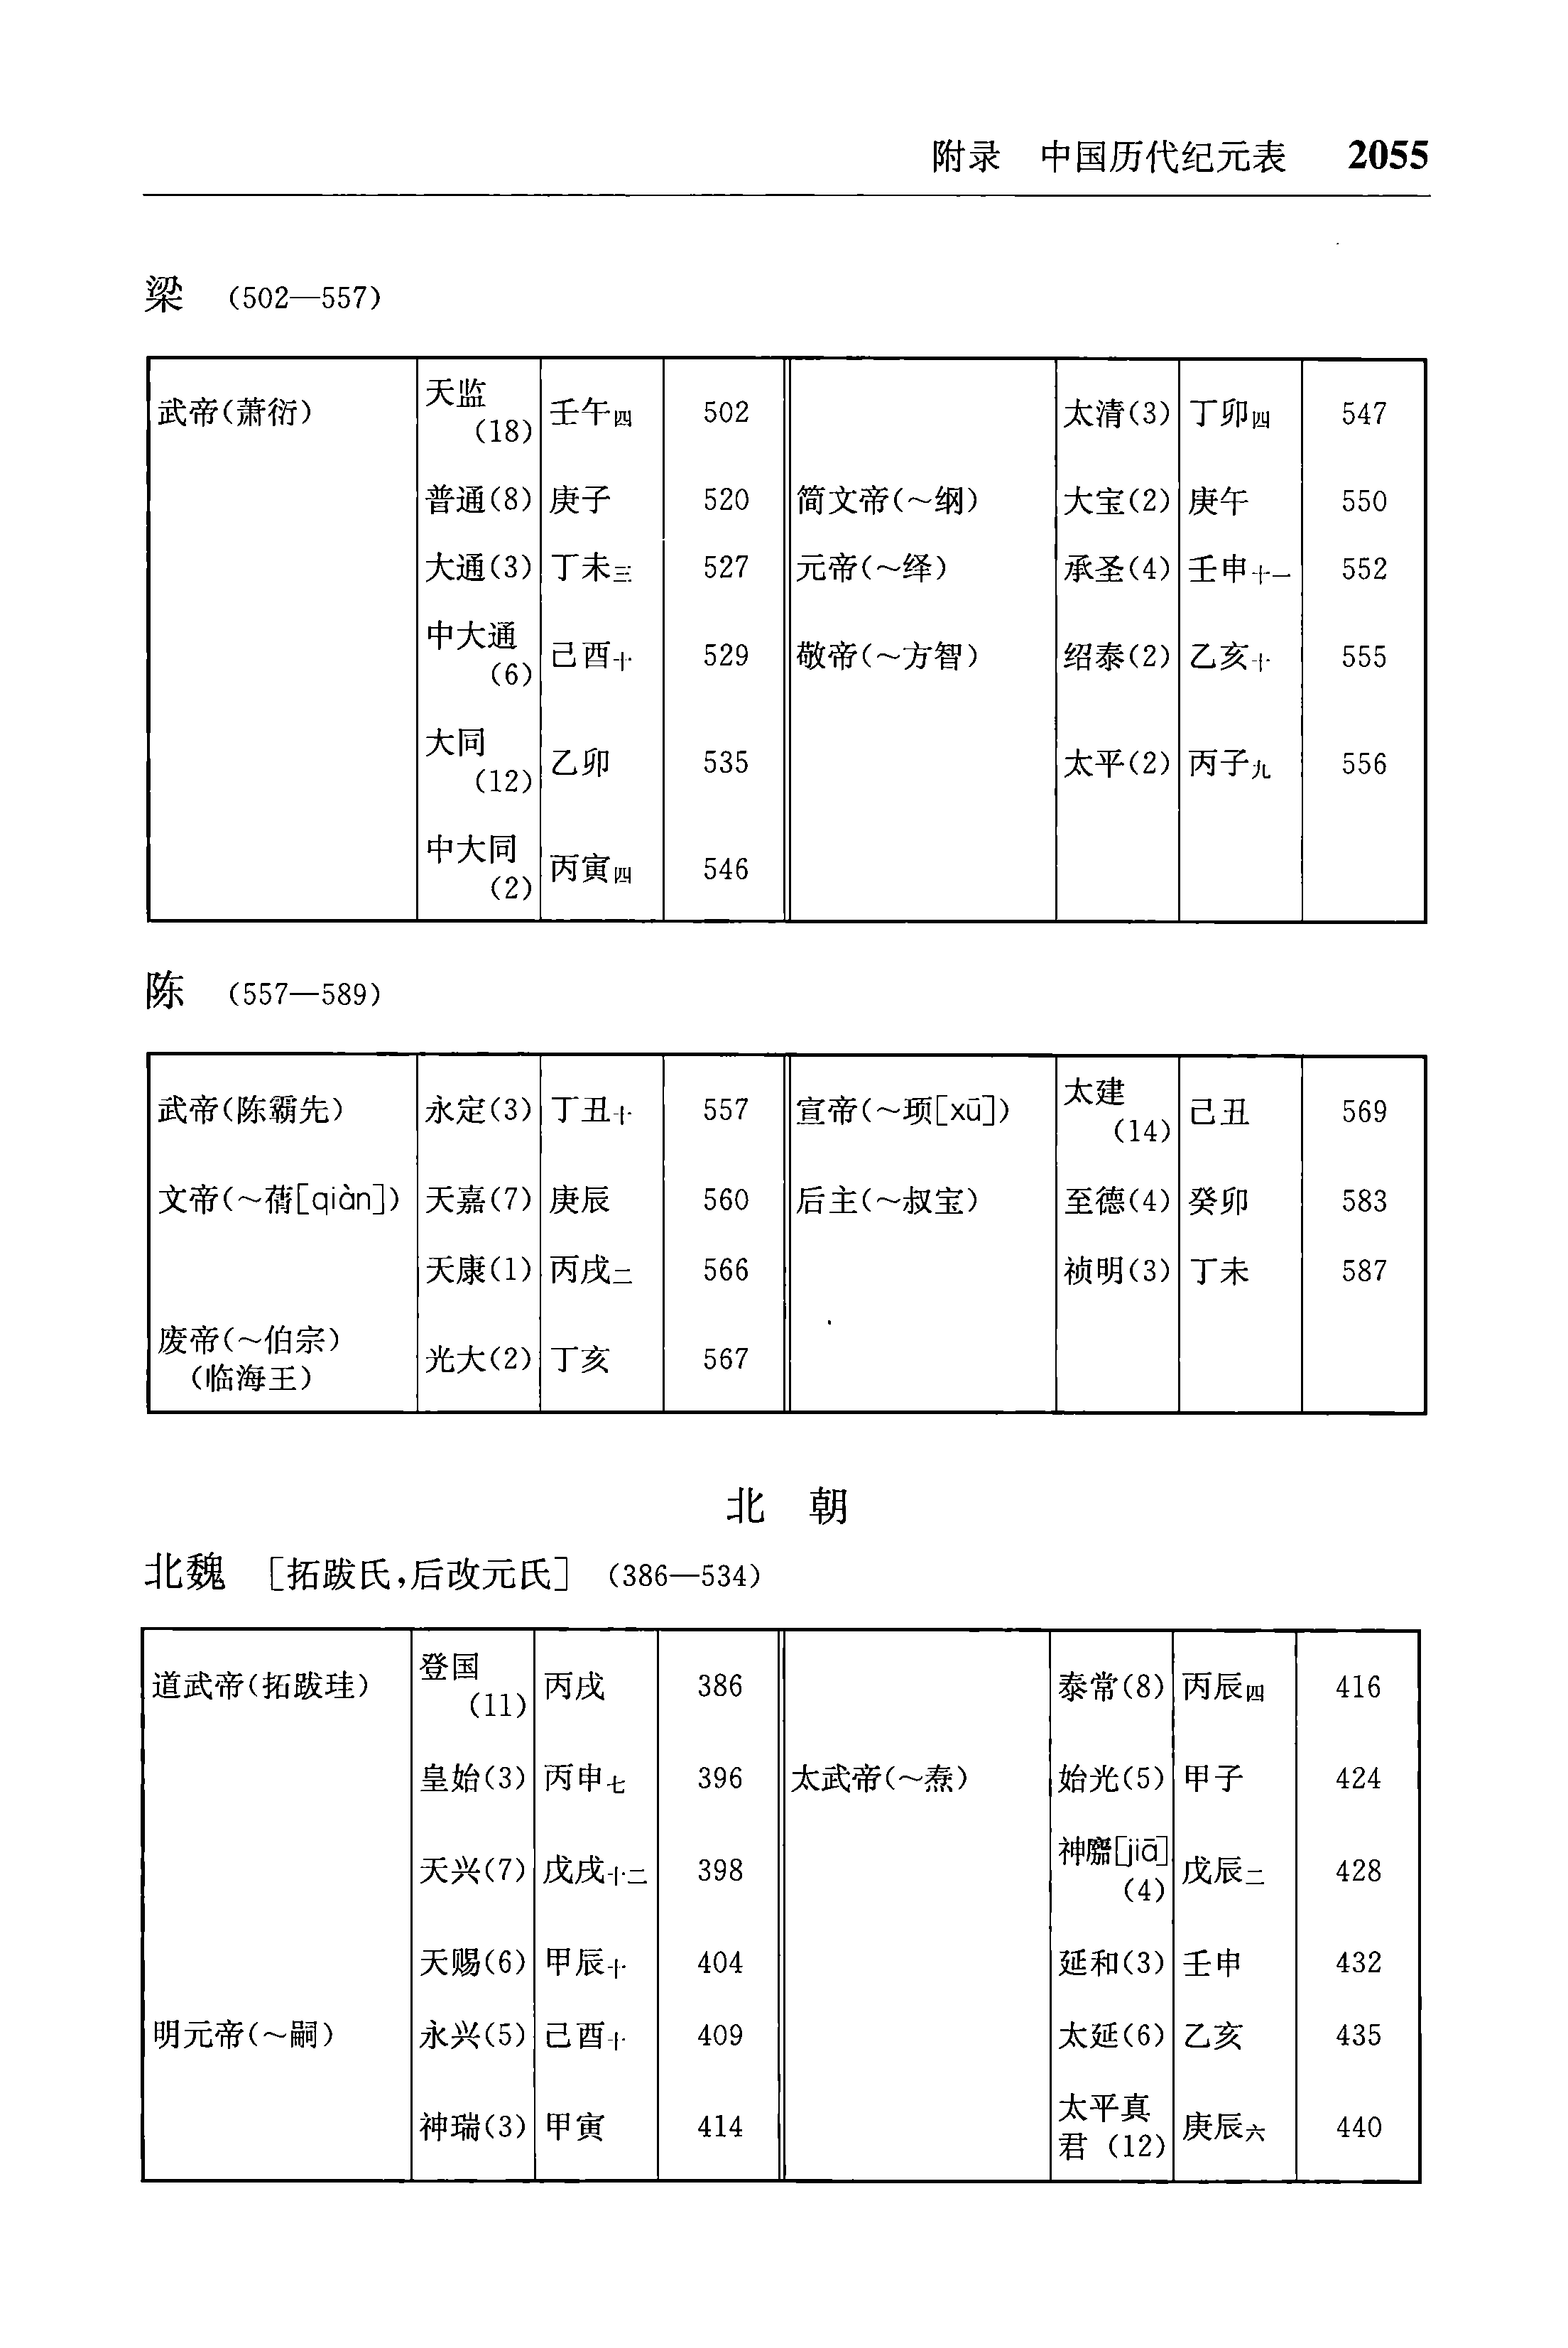 附录 中国历代纪元表 2055
梁 (502—557)
武帝(萧衍) 天监(18) 壬午四 502
普通(8) 庚子 520
大通(3) 丁未三 527
中大通(6) 己酉十 529
大同(12) 乙卯 535
中大同(2) 丙寅四 546
太清(3) 丁卯四 547
简文帝(～纲) 大宝(2) 庚午 550
元帝(～绎) 承圣(4) 壬申十一 552
敬帝(～方智) 绍泰(2) 乙亥十 555
太平(2) 丙子九 556
陈 (557—589)
武帝(陈霸先) 永定(3) 丁丑十 557
文帝(～蒨[qiàn]) 天嘉(7) 庚辰 560
天康(1) 丙戌二 566
废帝(～伯宗)
(临海王) 光大(2) 丁亥 567
宣帝(～顼[xū]) 太建(14) 己丑 569
后主(～叔宝) 至德(4) 癸卯 583
祯明(3) 丁未 587
北 朝
北魏 [拓跋氏,后改元氏] (386—534)
道武帝(拓跋珪) 登国(11) 丙戌 386
皇始(3) 丙申七 396
天兴(7) 戊戌十二 398
天赐(6) 甲辰十 404
明元帝(～嗣) 永兴(5) 己酉十 409
神瑞(3) 甲寅 414
泰常(8) 丙辰四 416
太武帝(～焘) 始光(5) 甲子 424
神䴥[jiā](4) 戊辰二 428
延和(3) 壬申 432
太延(6) 乙亥 435
太平真
君 (12) 庚辰六 440